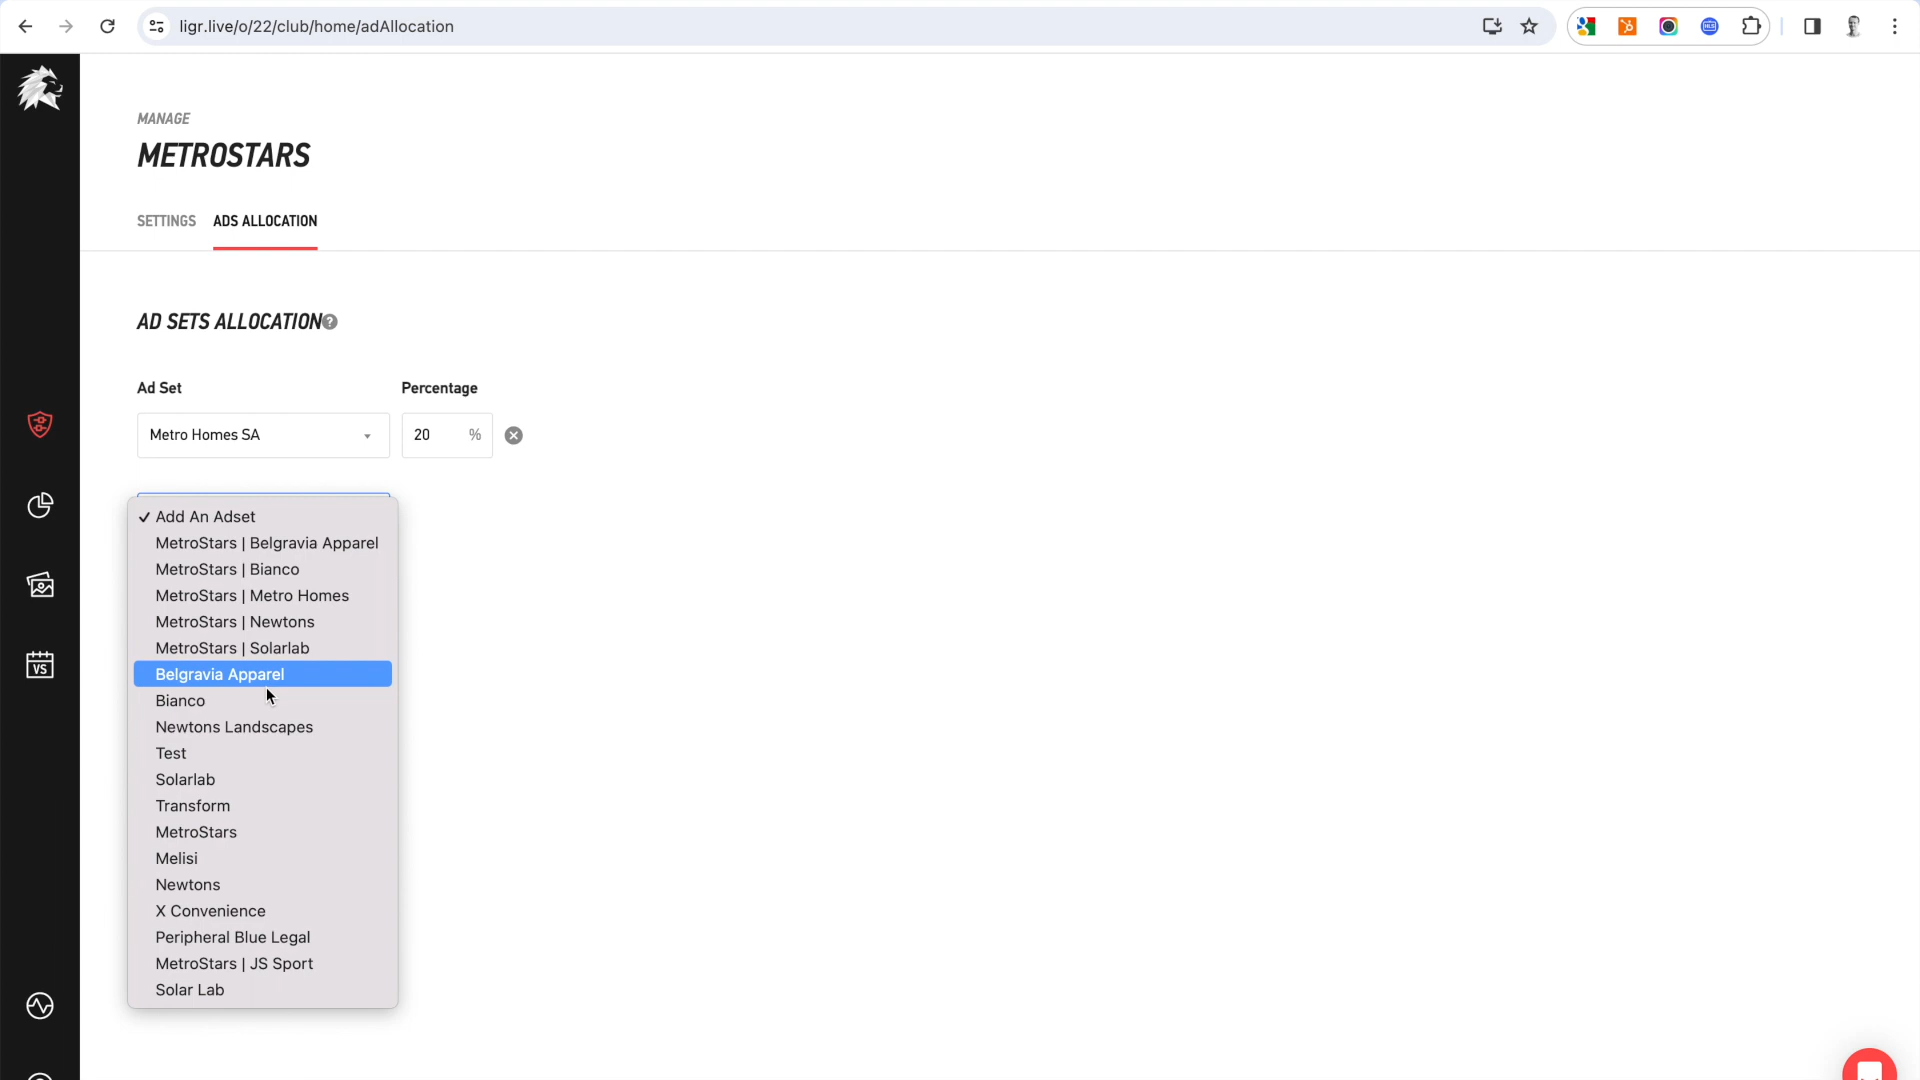 ligr.live/o/22/club/home/adAllocation
MANAGE
METROSTARS
SETTINGS ADS ALLOCATION
AD SETS ALLOCATION ?
Ad Set Percentage
Metro Homes SA 20 %
✓ Add An Adset
MetroStars | Belgravia Apparel
MetroStars | Bianco
MetroStars | Metro Homes
MetroStars | Newtons
MetroStars | Solarlab
Belgravia Apparel
Bianco
Newtons Landscapes
Test
Solarlab
Transform
MetroStars
Melisi
Newtons
X Convenience
Peripheral Blue Legal
MetroStars | JS Sport
Solar Lab
VS
HLS